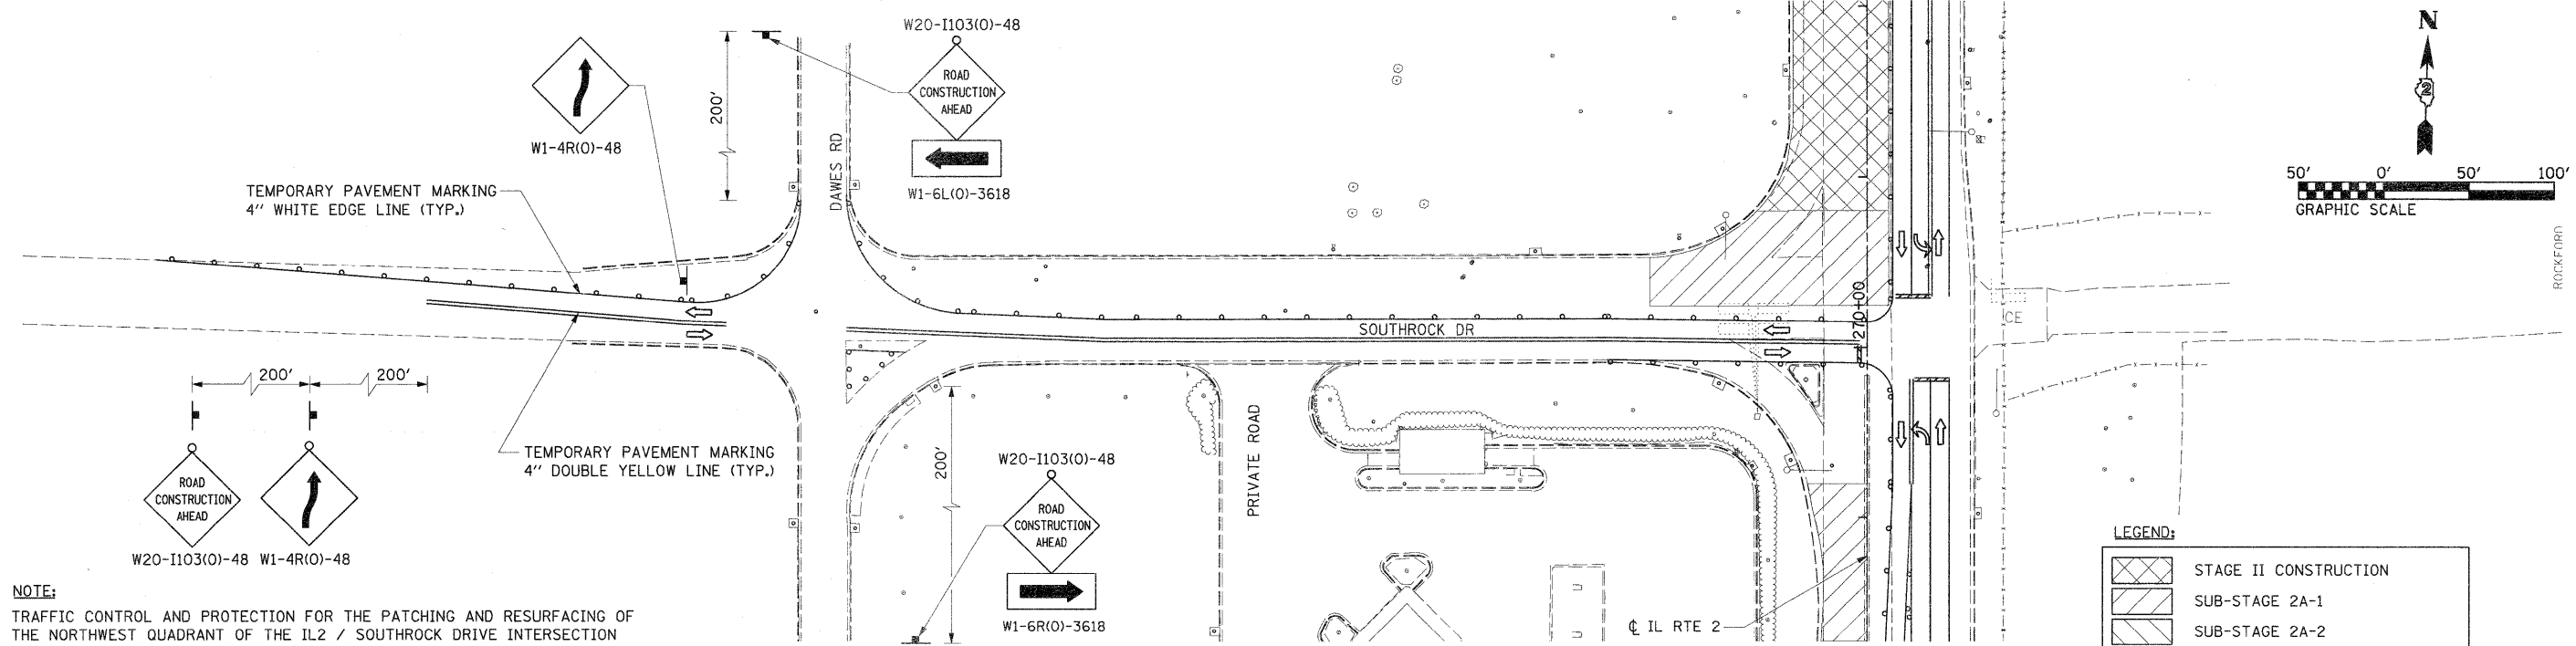 W20-I103(O)-48
ROAD
CONSTRUCTION
AHEAD
W1-6L(O)-3618
W1-4R(O)-48
200'
DAWES RD
TEMPORARY PAVEMENT MARKING
4" WHITE EDGE LINE (TYP.)
N
2
50' 0' 50' 100'
GRAPHIC SCALE
ROCKFORD
270+00
SOUTHROCK DR
CE
200' 200'
ROAD
CONSTRUCTION
AHEAD
W20-I103(O)-48 W1-4R(O)-48
TEMPORARY PAVEMENT MARKING
4" DOUBLE YELLOW LINE (TYP.)
200'
W20-I103(O)-48
ROAD
CONSTRUCTION
AHEAD
W1-6R(O)-3618
PRIVATE ROAD
℄ IL RTE 2
NOTE:
TRAFFIC CONTROL AND PROTECTION FOR THE PATCHING AND RESURFACING OF
THE NORTHWEST QUADRANT OF THE IL2 / SOUTHROCK DRIVE INTERSECTION
LEGEND:
STAGE II CONSTRUCTION
SUB-STAGE 2A-1
SUB-STAGE 2A-2